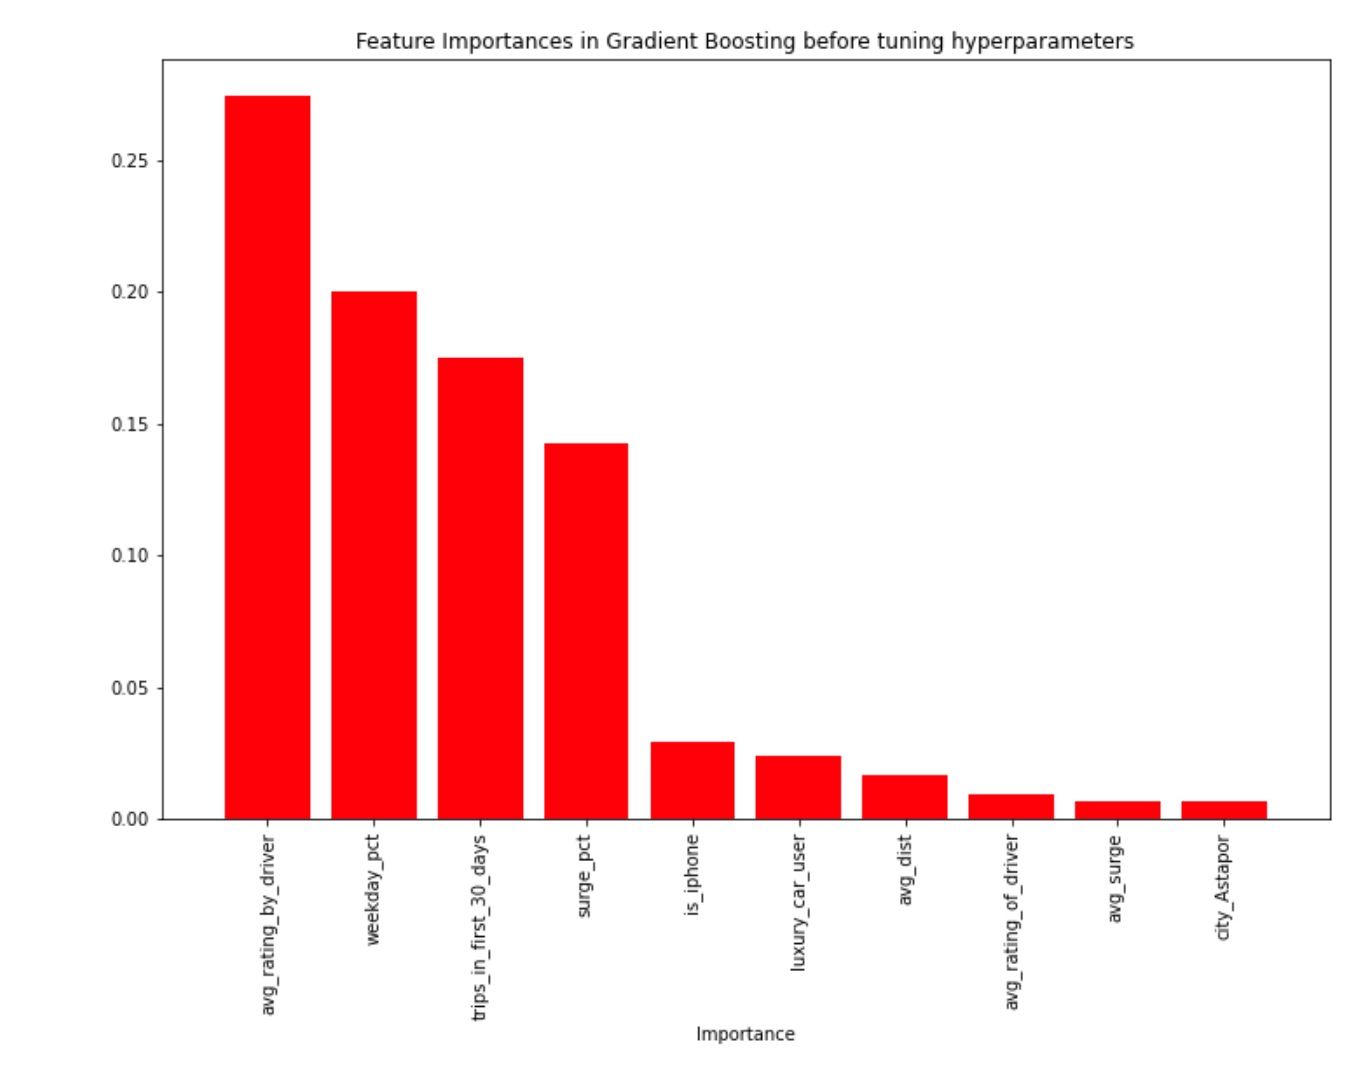 Feature Importances in Gradient Boosting before tuning hyperparameters
0.25
0.20
0.15
0.10
0.05
0.00
avg_rating_by_driver
weekday_pct
trips_in_first_30_days
surge_pct
is_iphone
luxury_car_user
avg_dist
avg_rating_of_driver
avg_surge
city_Astapor
Importance